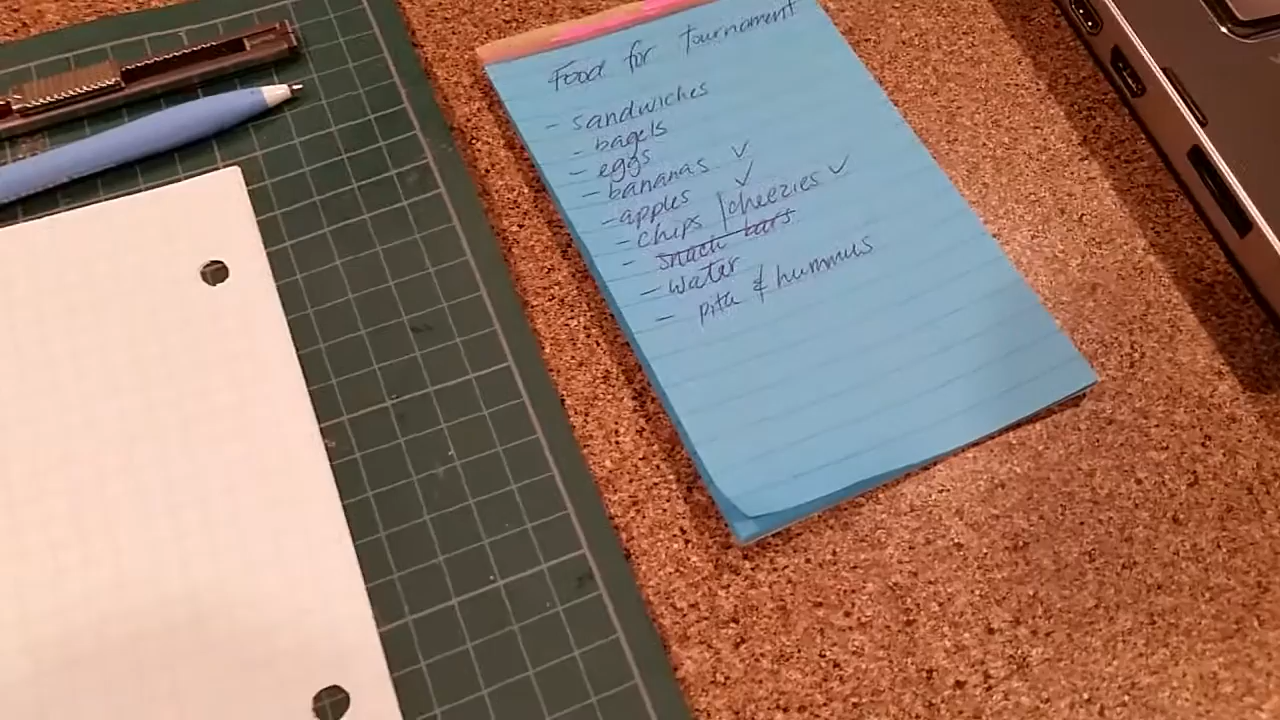 Food for tournament
- sandwiches
- bagels
- eggs
- bananas ✓
- apples ✓
- chips | cheezies ✓
- snack bars
- water
- pita & hummus